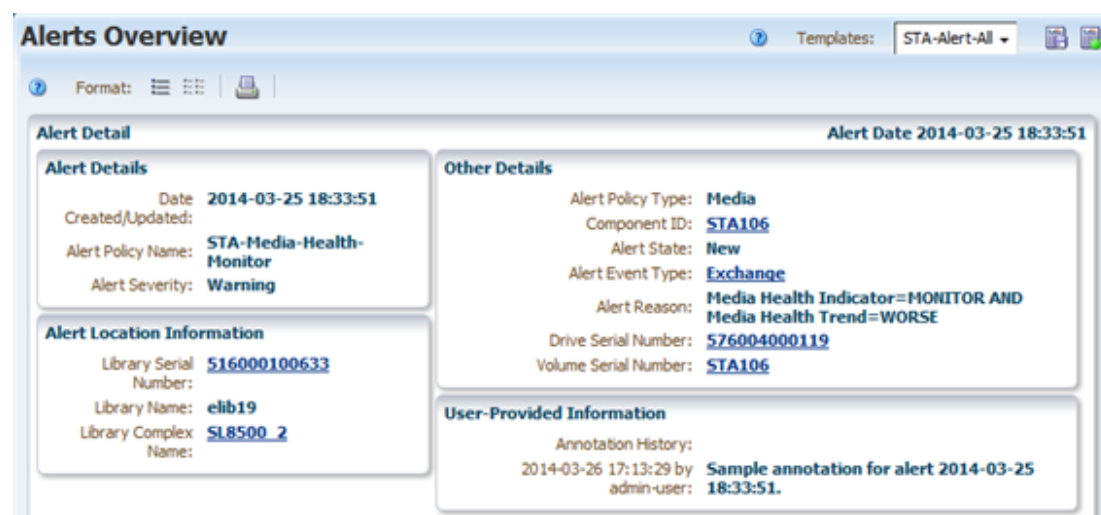 Alerts Overview
Templates: STA-Alert-All
Format:
Alert Detail
Alert Date 2014-03-25 18:33:51
Alert Details
Date Created/Updated: 2014-03-25 18:33:51
Alert Policy Name: STA-Media-Health-Monitor
Alert Severity: Warning
Alert Location Information
Library Serial Number: 516000100633
Library Name: elib19
Library Complex Name: SL8500_2
Other Details
Alert Policy Type: Media
Component ID: STA106
Alert State: New
Alert Event Type: Exchange
Alert Reason: Media Health Indicator=MONITOR AND
Media Health Trend=WORSE
Drive Serial Number: 576004000119
Volume Serial Number: STA106
User-Provided Information
Annotation History:
2014-03-26 17:13:29 by admin-user: Sample annotation for alert 2014-03-25 18:33:51.